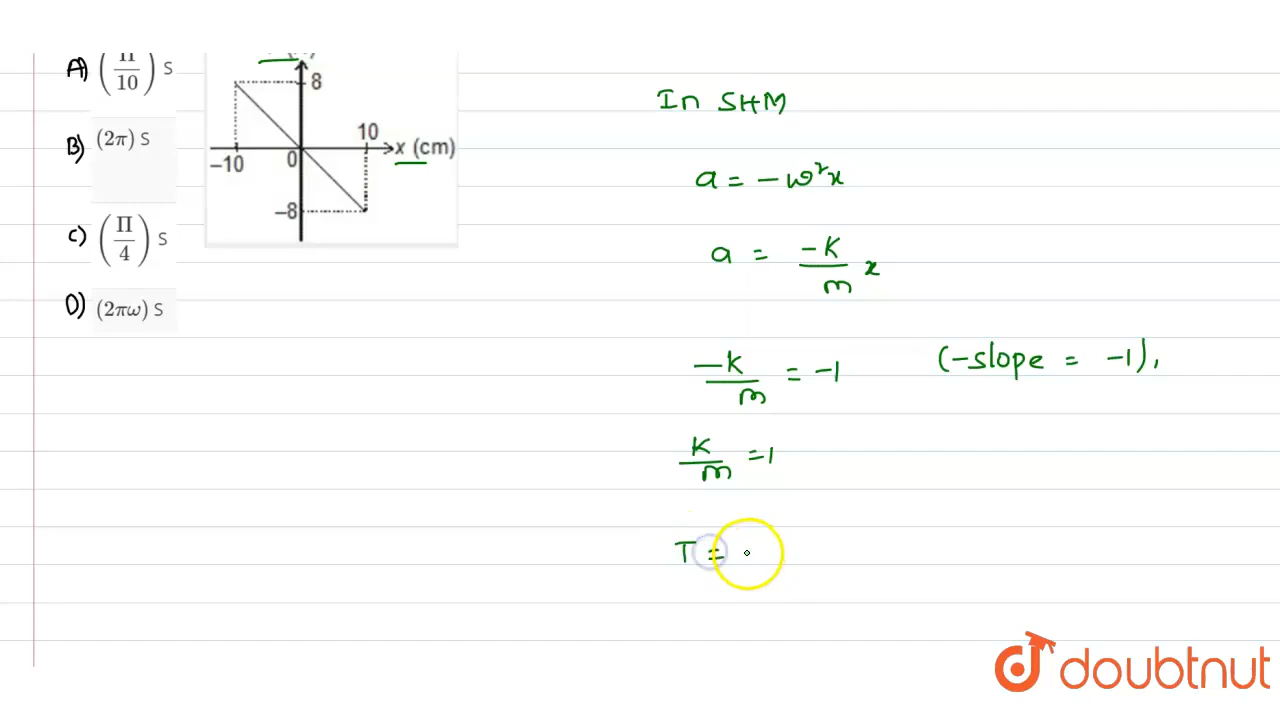 A) (Π/10) S
B) (2π) S
C) (Π/4) S
D) (2πω) S
8
10
x (cm)
-10
0
-8
In SHM
a = -ω²x
a = -K/m x
-K/m = -1 (-slope = -1),
K/m = 1
T =
doubtnut